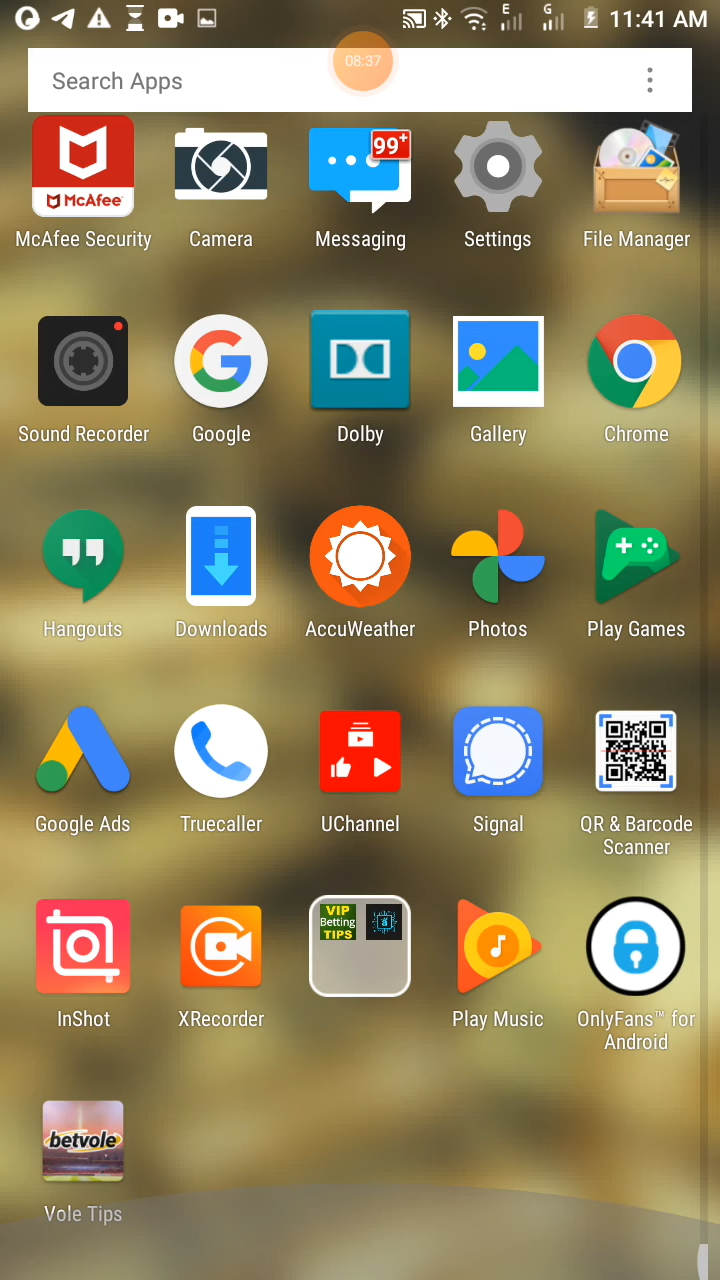 E G 11:41 AM
08:37
Search Apps
99+
McAfee
McAfee Security Camera Messaging Settings File Manager
Sound Recorder Google Dolby Gallery Chrome
Hangouts Downloads AccuWeather Photos Play Games
Google Ads Truecaller UChannel Signal QR & Barcode
Scanner
VIP
Betting
TIPS
InShot XRecorder Play Music OnlyFans™ for
Android
betvole
Vole Tips